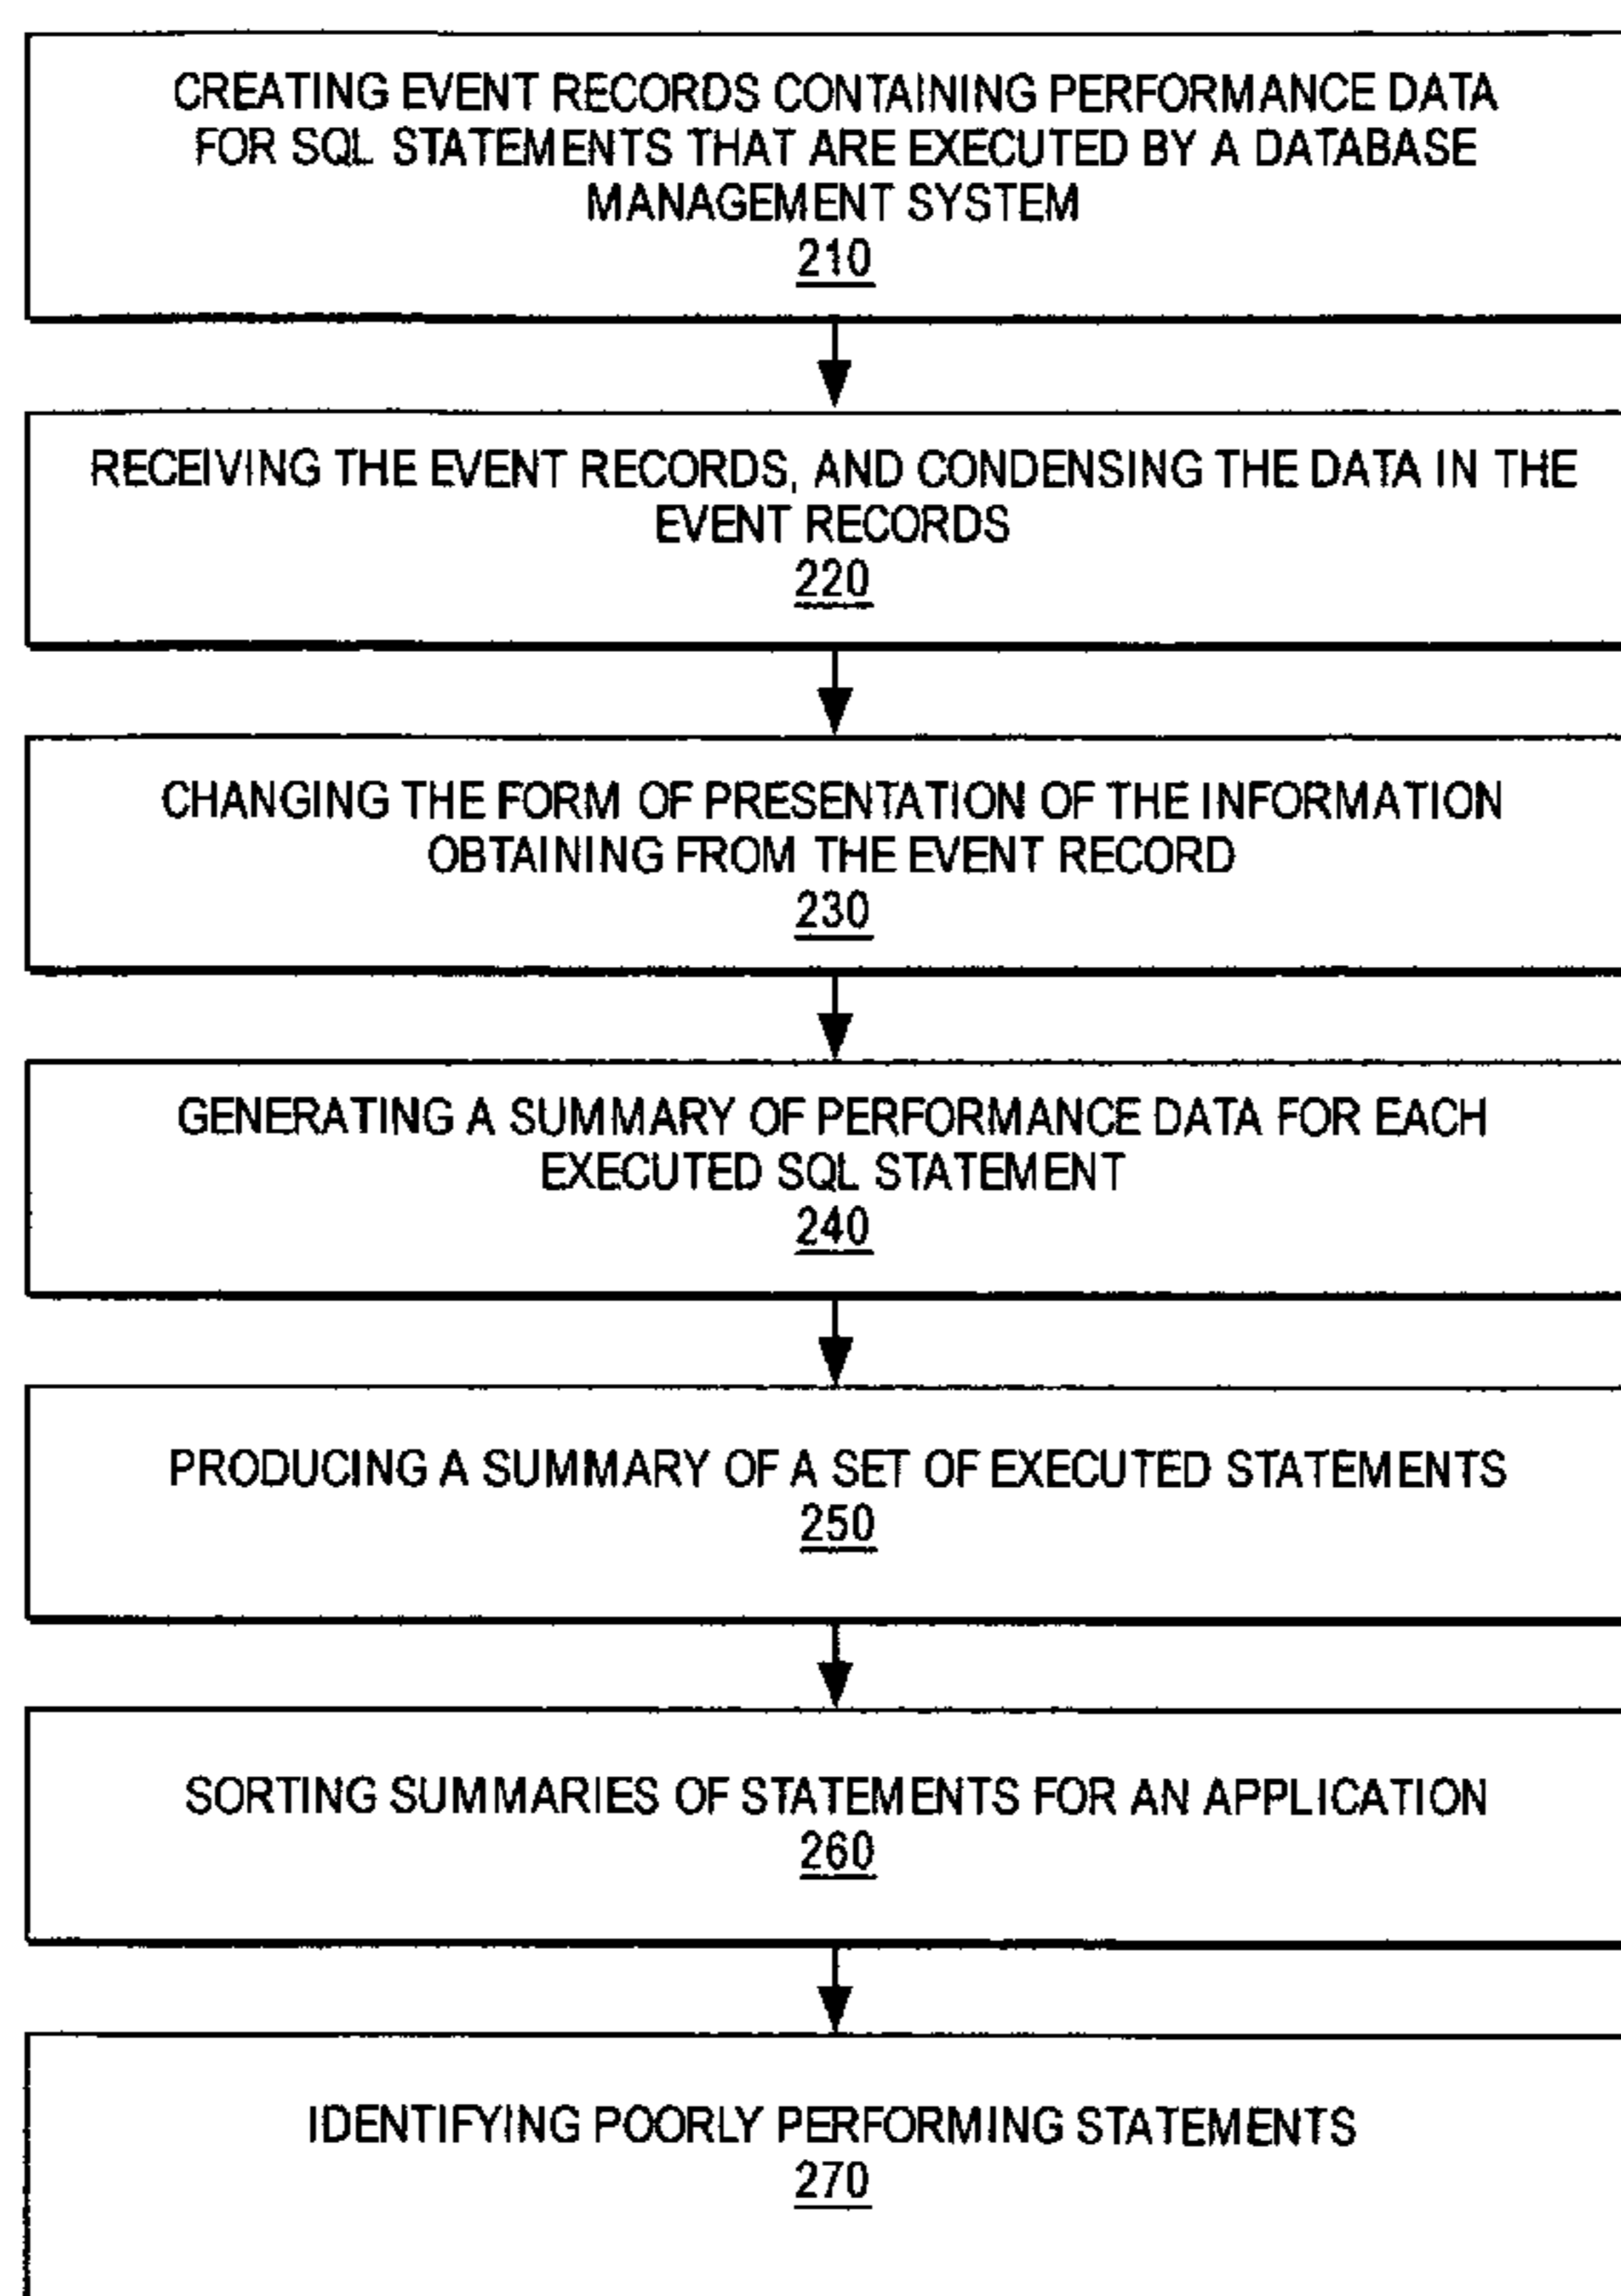 CREATING EVENT RECORDS CONTAINING PERFORMANCE DATA
FOR SQL STATEMENTS THAT ARE EXECUTED BY A DATABASE
MANAGEMENT SYSTEM
210
RECEIVING THE EVENT RECORDS, AND CONDENSING THE DATA IN THE
EVENT RECORDS
220
CHANGING THE FORM OF PRESENTATION OF THE INFORMATION
OBTAINING FROM THE EVENT RECORD
230
GENERATING A SUMMARY OF PERFORMANCE DATA FOR EACH
EXECUTED SQL STATEMENT
240
PRODUCING A SUMMARY OF A SET OF EXECUTED STATEMENTS
250
SORTING SUMMARIES OF STATEMENTS FOR AN APPLICATION
260
IDENTIFYING POORLY PERFORMING STATEMENTS
270